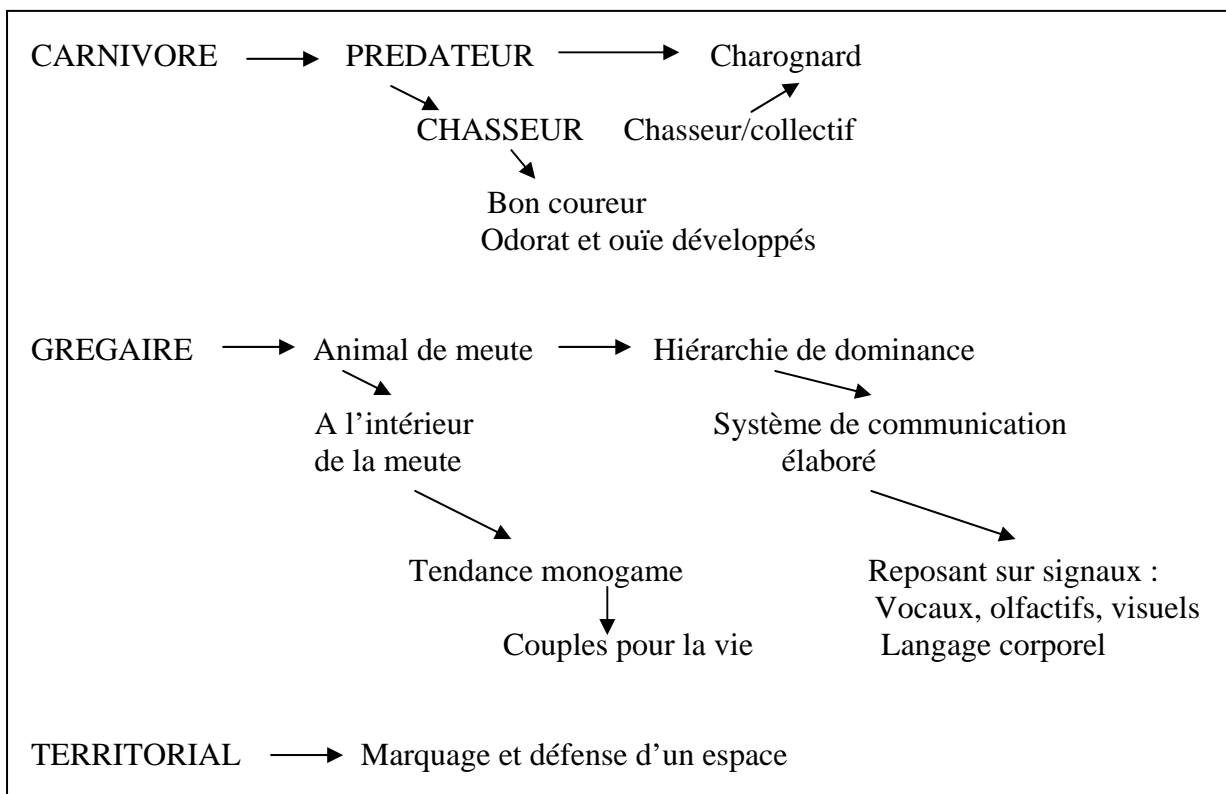 CARNIVORE PREDATEUR Charognard
CHASSEUR Chasseur/collectif
Bon coureur
Odorat et ouïe développés
GREGAIRE Animal de meute Hiérarchie de dominance
A l’intérieur Système de communication
de la meute élaboré
Tendance monogame Reposant sur signaux :
Vocaux, olfactifs, visuels
Couples pour la vie Langage corporel
TERRITORIAL Marquage et défense d’un espace